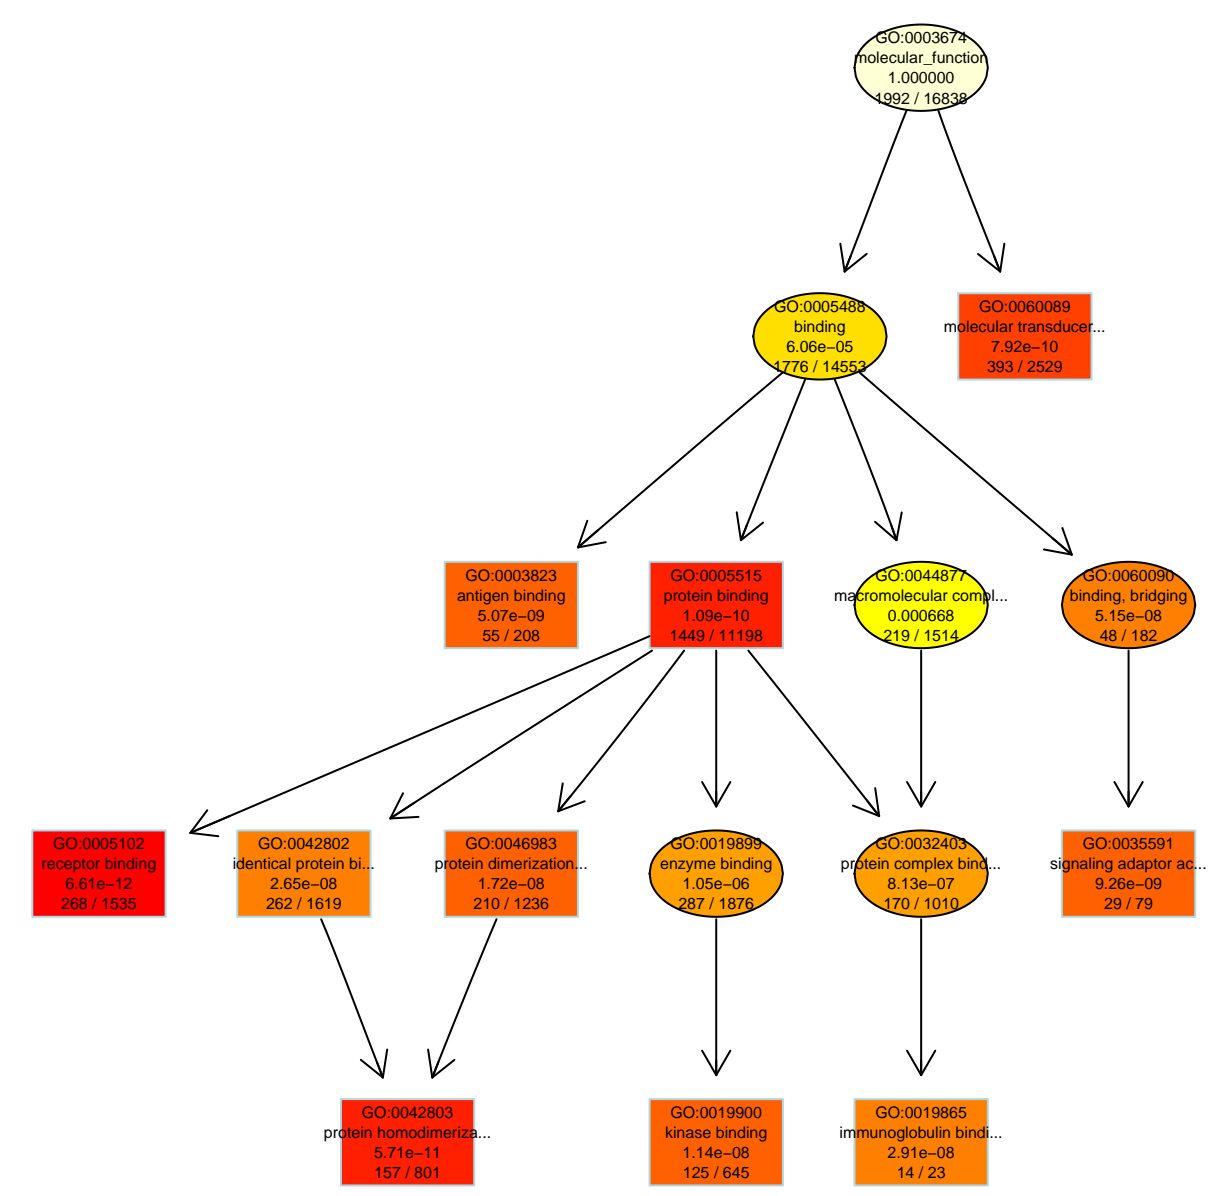 GO:0003674
molecular_function
1.000000
1992 / 16838
GO:0005488
binding
6.06e−05
1776 / 14553
GO:0060089
molecular transducer...
7.92e−10
393 / 2529
GO:0003823
antigen binding
5.07e−09
55 / 208
GO:0005515
protein binding
1.09e−10
1449 / 11198
GO:0044877
macromolecular compl...
0.000668
219 / 1514
GO:0060090
binding, bridging
5.15e−08
48 / 182
GO:0005102
receptor binding
6.61e−12
268 / 1535
GO:0042802
identical protein bi...
2.65e−08
262 / 1619
GO:0046983
protein dimerization...
1.72e−08
210 / 1236
GO:0019899
enzyme binding
1.05e−06
287 / 1876
GO:0032403
protein complex bind...
8.13e−07
170 / 1010
GO:0035591
signaling adaptor ac...
9.26e−09
29 / 79
GO:0042803
protein homodimeriza...
5.71e−11
157 / 801
GO:0019900
kinase binding
1.14e−08
125 / 645
GO:0019865
immunoglobulin bindi...
2.91e−08
14 / 23